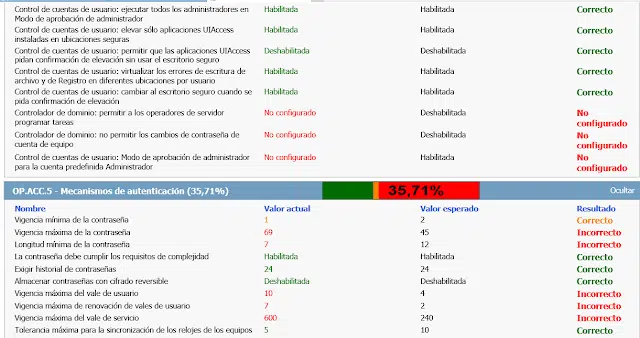 Control de cuentas de usuario: ejecutar todos los administradores en Habilitada Habilitada Correcto
Modo de aprobación de administrador
Control de cuentas de usuario: elevar sólo aplicaciones UIAccess Habilitada Habilitada Correcto
instaladas en ubicaciones seguras
Control de cuentas de usuario: permitir que las aplicaciones UIAccess Deshabilitada Deshabilitada Correcto
pidan confirmación de elevación sin usar el escritorio seguro
Control de cuentas de usuario: virtualizar los errores de escritura de Habilitada Habilitada Correcto
archivo y de Registro en diferentes ubicaciones por usuario
Control de cuentas de usuario: cambiar al escritorio seguro cuando se Habilitada Habilitada Correcto
pida confirmación de elevación
Controlador de dominio: permitir a los operadores de servidor No configurado Deshabilitada No
programar tareas configurado
Controlador de dominio: no permitir los cambios de contraseña No configurado Deshabilitada No
de cuenta de equipo configurado
Control de cuentas de usuario: Modo de aprobación de administrador No configurado Habilitada No
para la cuenta predefinida Administrador configurado
OP.ACC.5 - Mecanismos de autenticación (35,71%) 35,71% Ocultar
Nombre Valor actual Valor esperado Resultado
Vigencia mínima de la contraseña 1 2 Correcto
Vigencia máxima de la contraseña 69 45 Incorrecto
Longitud mínima de la contraseña 7 12 Incorrecto
La contraseña debe cumplir los requisitos de complejidad Habilitada Habilitada Correcto
Exigir historial de contraseñas 24 24 Correcto
Almacenar contraseñas con cifrado reversible Deshabilitada Deshabilitada Correcto
Vigencia máxima del vale de usuario 10 4 Incorrecto
Vigencia máxima de renovación de vales de usuario 7 2 Incorrecto
Vigencia máxima del vale de servicio 600 240 Incorrecto
Tolerancia máxima para la sincronización de los relojes de los equipos 5 10 Correcto